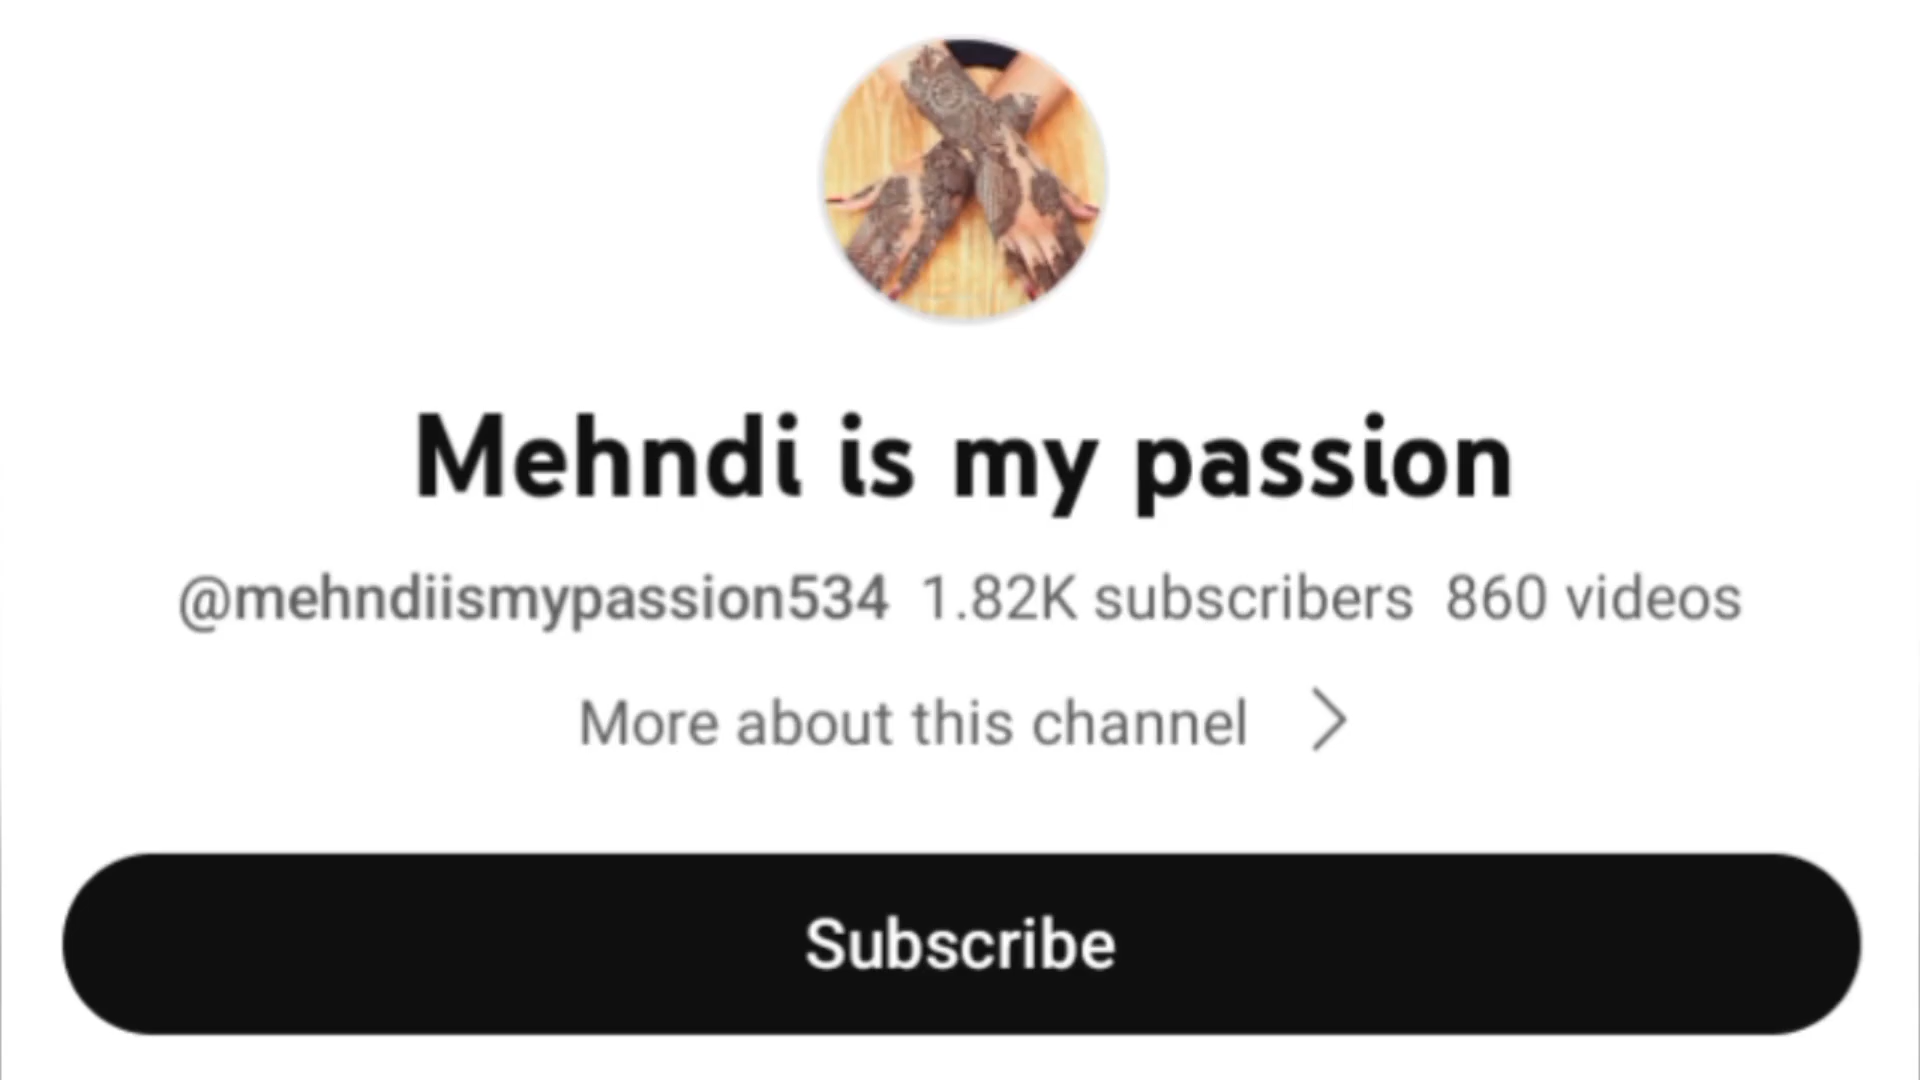 Mehndi is my passion
@mehndiismypassion534 1.82K subscribers 860 videos
More about this channel
Subscribe